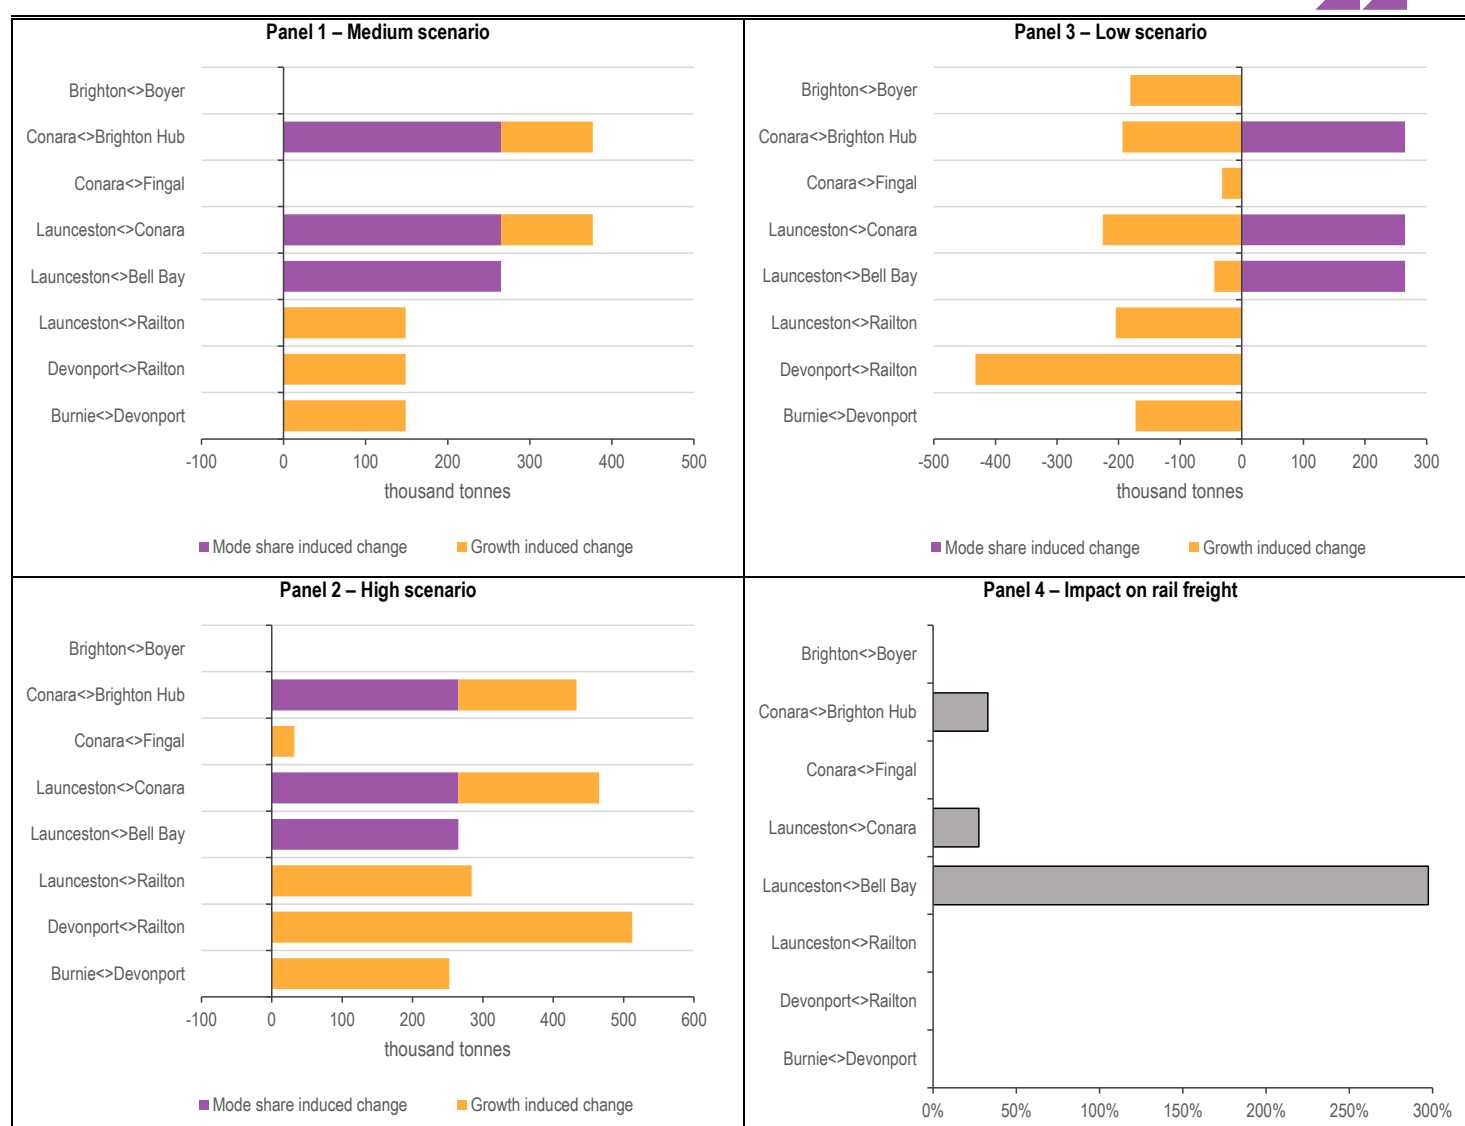 Panel 1 – Medium scenario
Brighton<>Boyer
Conara<>Brighton Hub
Conara<>Fingal
Launceston<>Conara
Launceston<>Bell Bay
Launceston<>Railton
Devonport<>Railton
Burnie<>Devonport
-100 0 100 200 300 400 500
thousand tonnes
Mode share induced change Growth induced change
Panel 3 – Low scenario
Brighton<>Boyer
Conara<>Brighton Hub
Conara<>Fingal
Launceston<>Conara
Launceston<>Bell Bay
Launceston<>Railton
Devonport<>Railton
Burnie<>Devonport
-500 -400 -300 -200 -100 0 100 200 300
thousand tonnes
Mode share induced change Growth induced change
Panel 2 – High scenario
Brighton<>Boyer
Conara<>Brighton Hub
Conara<>Fingal
Launceston<>Conara
Launceston<>Bell Bay
Launceston<>Railton
Devonport<>Railton
Burnie<>Devonport
-100 0 100 200 300 400 500 600
thousand tonnes
Mode share induced change Growth induced change
Panel 4 – Impact on rail freight
Brighton<>Boyer
Conara<>Brighton Hub
Conara<>Fingal
Launceston<>Conara
Launceston<>Bell Bay
Launceston<>Railton
Devonport<>Railton
Burnie<>Devonport
0% 50% 100% 150% 200% 250% 300%